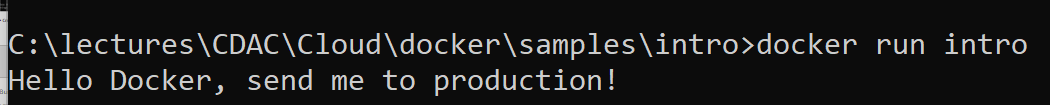 C:\lectures\CDAC\Cloud\docker\samples\intro>docker run intro
Hello Docker, send me to production!